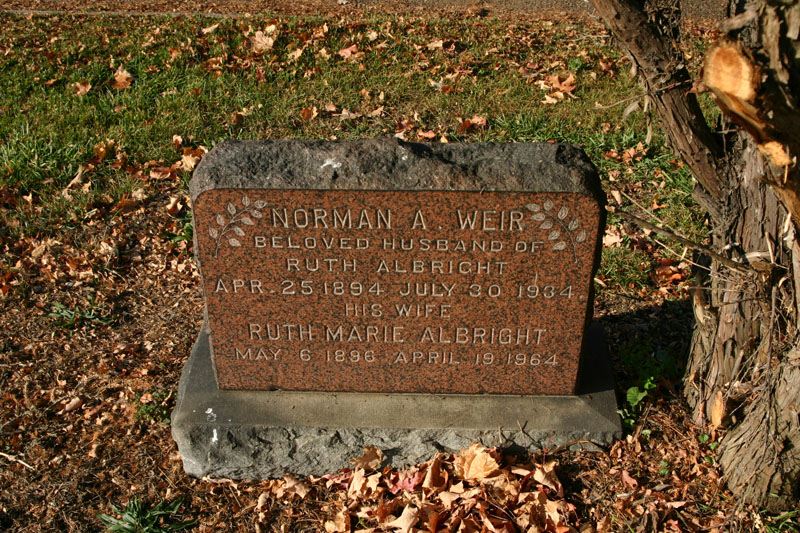 NORMAN A. WEIR
BELOVED HUSBAND OF
RUTH ALBRIGHT
APR. 25 1894 JULY 30 1934
HIS WIFE
RUTH MARIE ALBRIGHT
MAY 6 1896 APRIL 19 1964